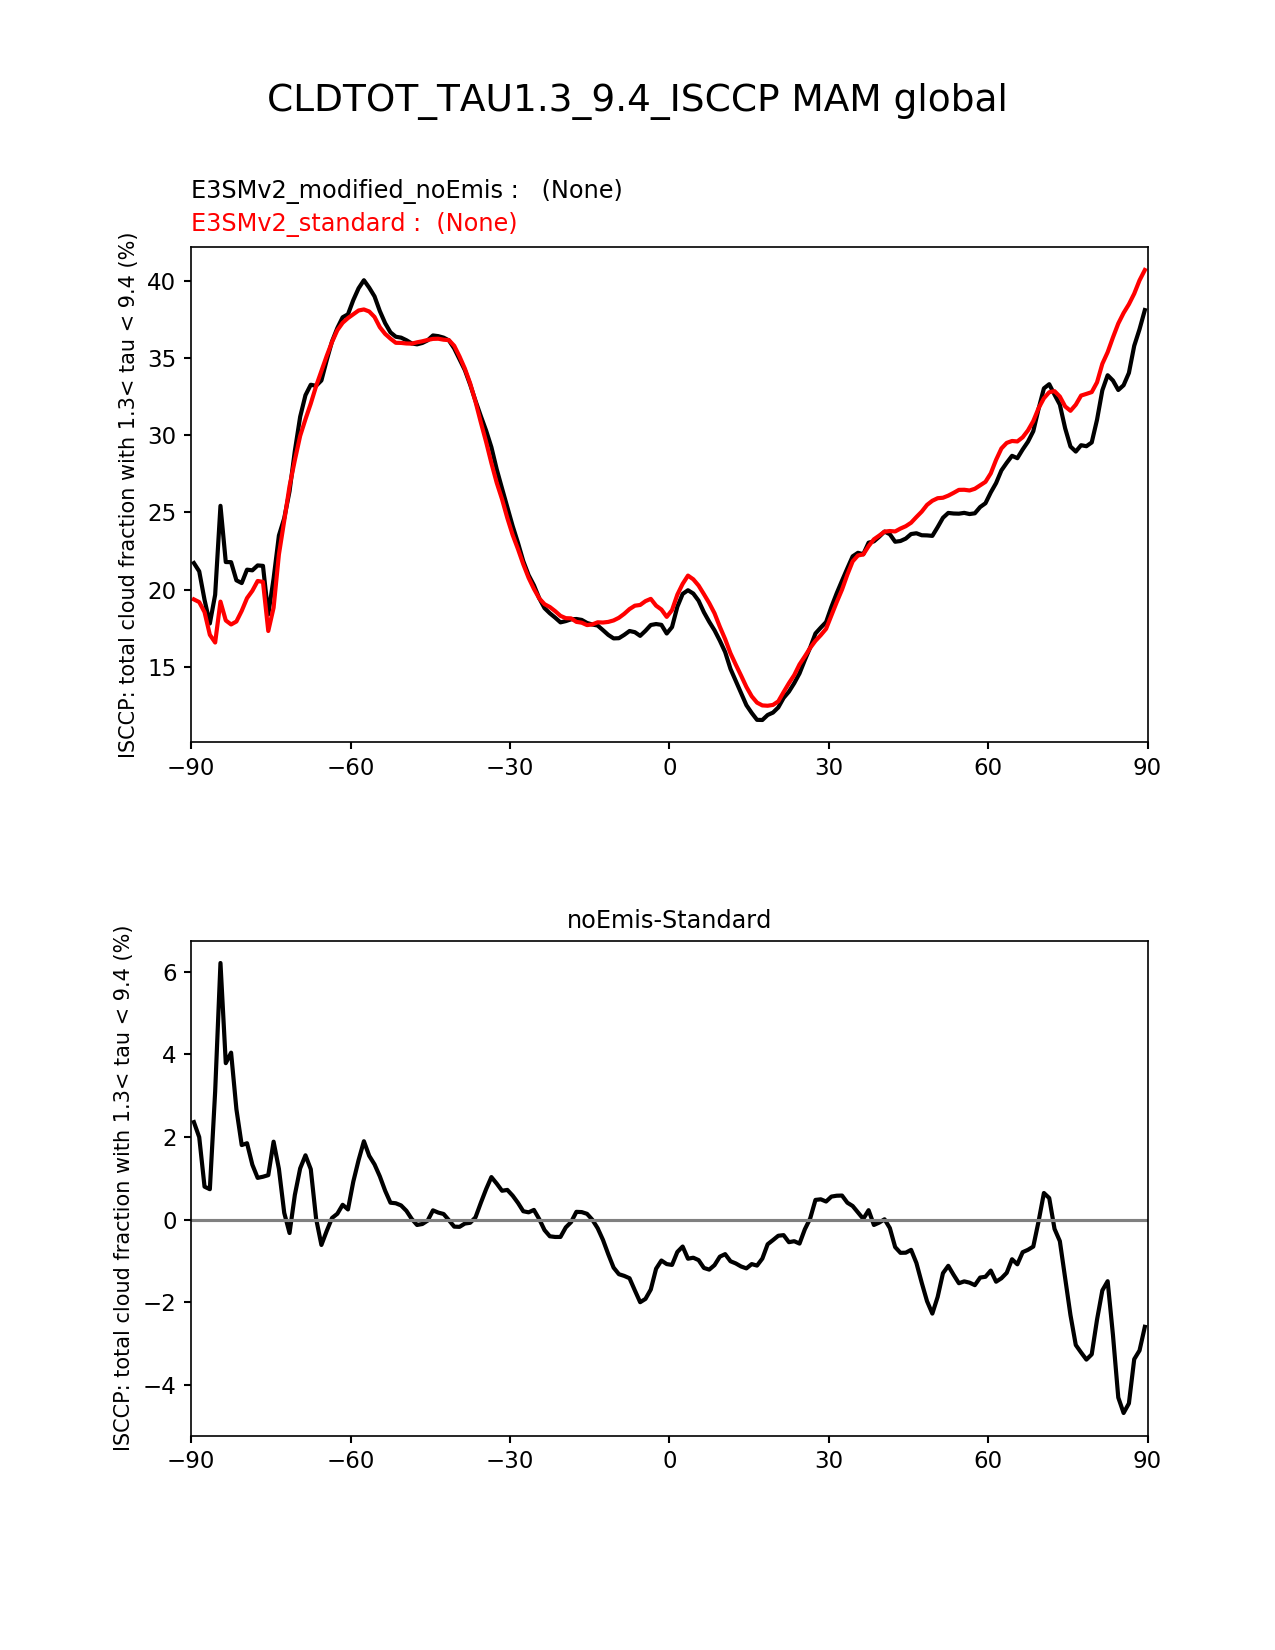 CLDTOT_TAU1.3_9.4_ISCCP MAM global
E3SMv2_modified_noEmis :   (None)
E3SMv2_standard :  (None)
ISCCP: total cloud fraction with 1.3< tau < 9.4 (%)
40
35
30
25
20
15
−90 −60 −30 0 30 60 90
noEmis-Standard
ISCCP: total cloud fraction with 1.3< tau < 9.4 (%)
6
4
2
0
−2
−4
−90 −60 −30 0 30 60 90